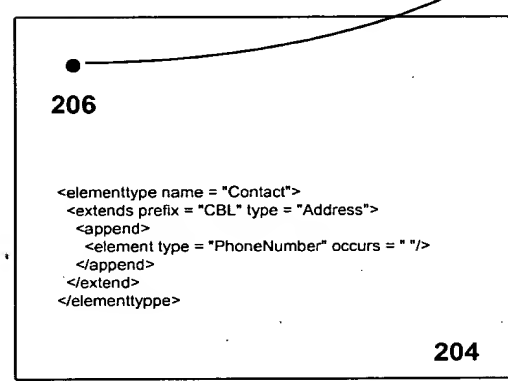 206
<elementtype name = "Contact">
<extends prefix = "CBL" type = "Address">
<append>
<element type = "PhoneNumber" occurs = " "/>
</append>
</extend>
</elementtyppe>
204